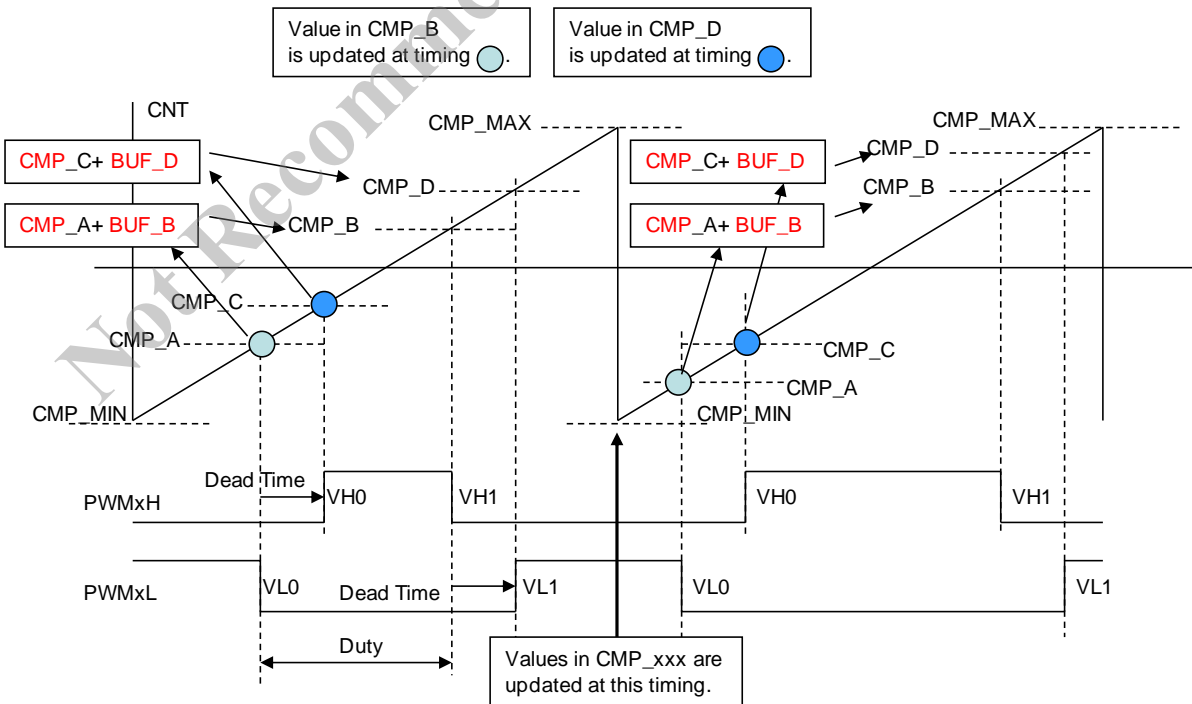 Value in CMP_B
is updated at timing .
Value in CMP_D
is updated at timing .
CNT
CMP_MAX
CMP_MAX
CMP_C+ BUF_D
CMP_C+ BUF_D
CMP_D
CMP_D
CMP_B
CMP_A+ BUF_B
CMP_A+ BUF_B
CMP_B
CMP_C
CMP_A
CMP_C
CMP_A
CMP_MIN
CMP_MIN
Not Recomme
Dead Time
PWMxH
VH0
VH1
VH0
VH1
PWMxL
VL0
Dead Time
VL1
VL0
VL1
Duty
Values in CMP_xxx are
updated at this timing.